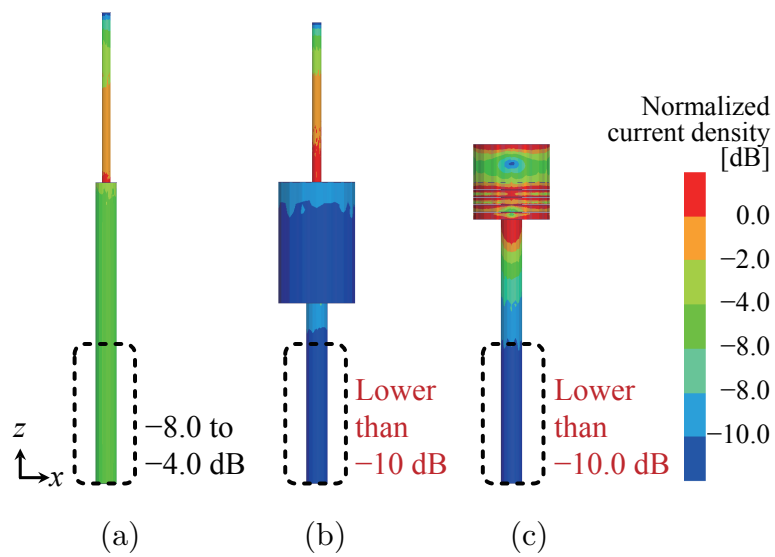 Normalized
current density
[dB]
0.0
−2.0
−4.0
−8.0
−8.0
−10.0
z
x
−8.0 to
−4.0 dB
Lower
than
−10 dB
Lower
than
−10.0 dB
(a)
(b)
(c)